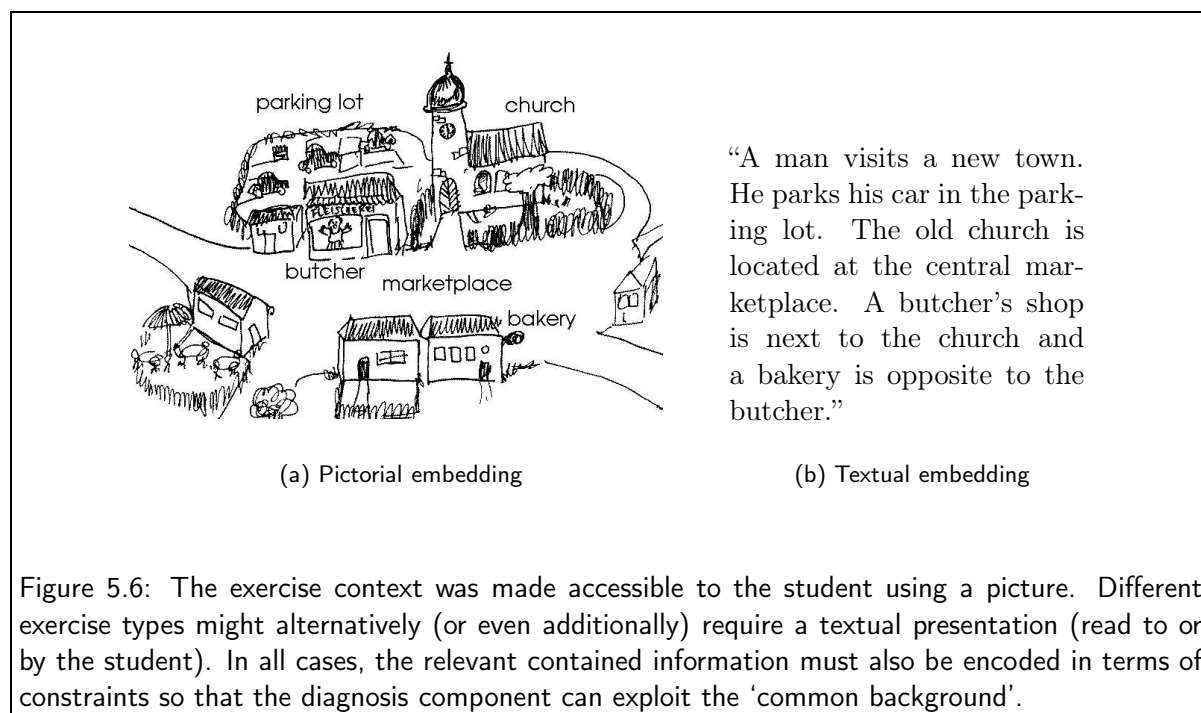 parking lot
church
FLEISCHEREI
butcher
marketplace
bakery
“A man visits a new town.
He parks his car in the park-
ing lot. The old church is
located at the central mar-
ketplace. A butcher’s shop
is next to the church and
a bakery is opposite to the
butcher.”
(a) Pictorial embedding
(b) Textual embedding
Figure 5.6: The exercise context was made accessible to the student using a picture. Different
exercise types might alternatively (or even additionally) require a textual presentation (read to or
by the student). In all cases, the relevant contained information must also be encoded in terms of
constraints so that the diagnosis component can exploit the ‘common background’.